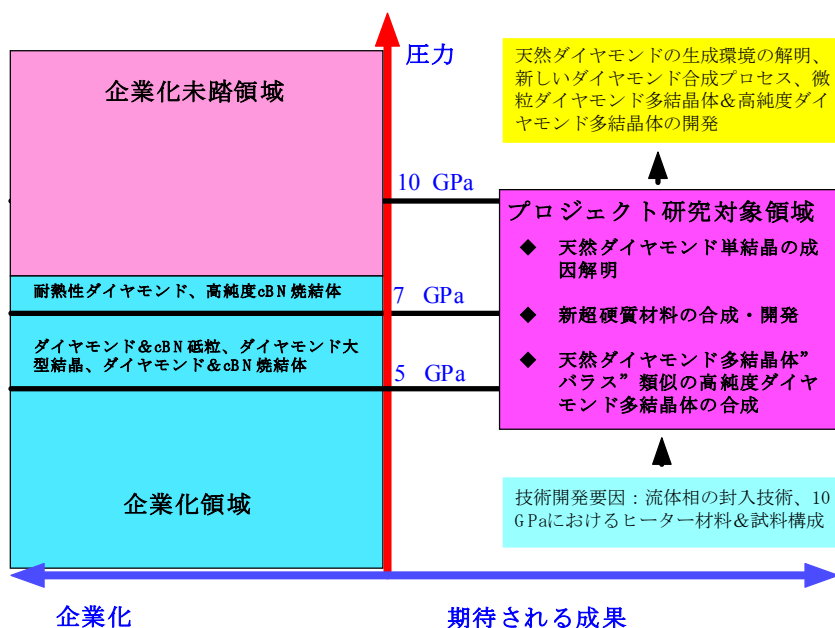 圧力
企業化未踏領域
10 GPa
耐熱性ダイヤモンド、高純度cBN焼結体
7 GPa
ダイヤモンド＆cBN砥粒、ダイヤモンド大
型結晶、ダイヤモンド＆cBN焼結体
5 GPa
企業化領域
天然ダイヤモンドの生成環境の解明、
新しいダイヤモンド合成プロセス、微
粒ダイヤモンド多結晶体＆高純度ダイ
ヤモンド多結晶体の開発
プロジェクト研究対象領域
◆ 天然ダイヤモンド単結晶の成
因解明
◆ 新超硬質材料の合成・開発
◆ 天然ダイヤモンド多結晶体”
バラス”類似の高純度ダイヤ
モンド多結晶体の合成
技術開発要因：流体相の封入技術、10
GPaにおけるヒーター材料＆試料構成
企業化
期待される成果